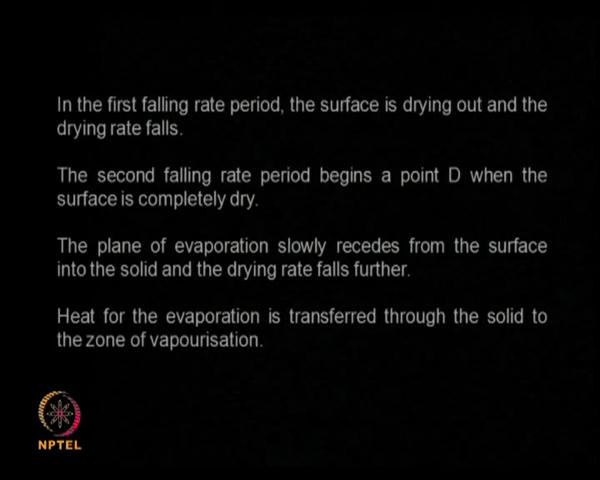 In the first falling rate period, the surface is drying out and the
drying rate falls.
The second falling rate period begins a point D when the
surface is completely dry.
The plane of evaporation slowly recedes from the surface
into the solid and the drying rate falls further.
Heat for the evaporation is transferred through the solid to
the zone of vapourisation.
NPTEL